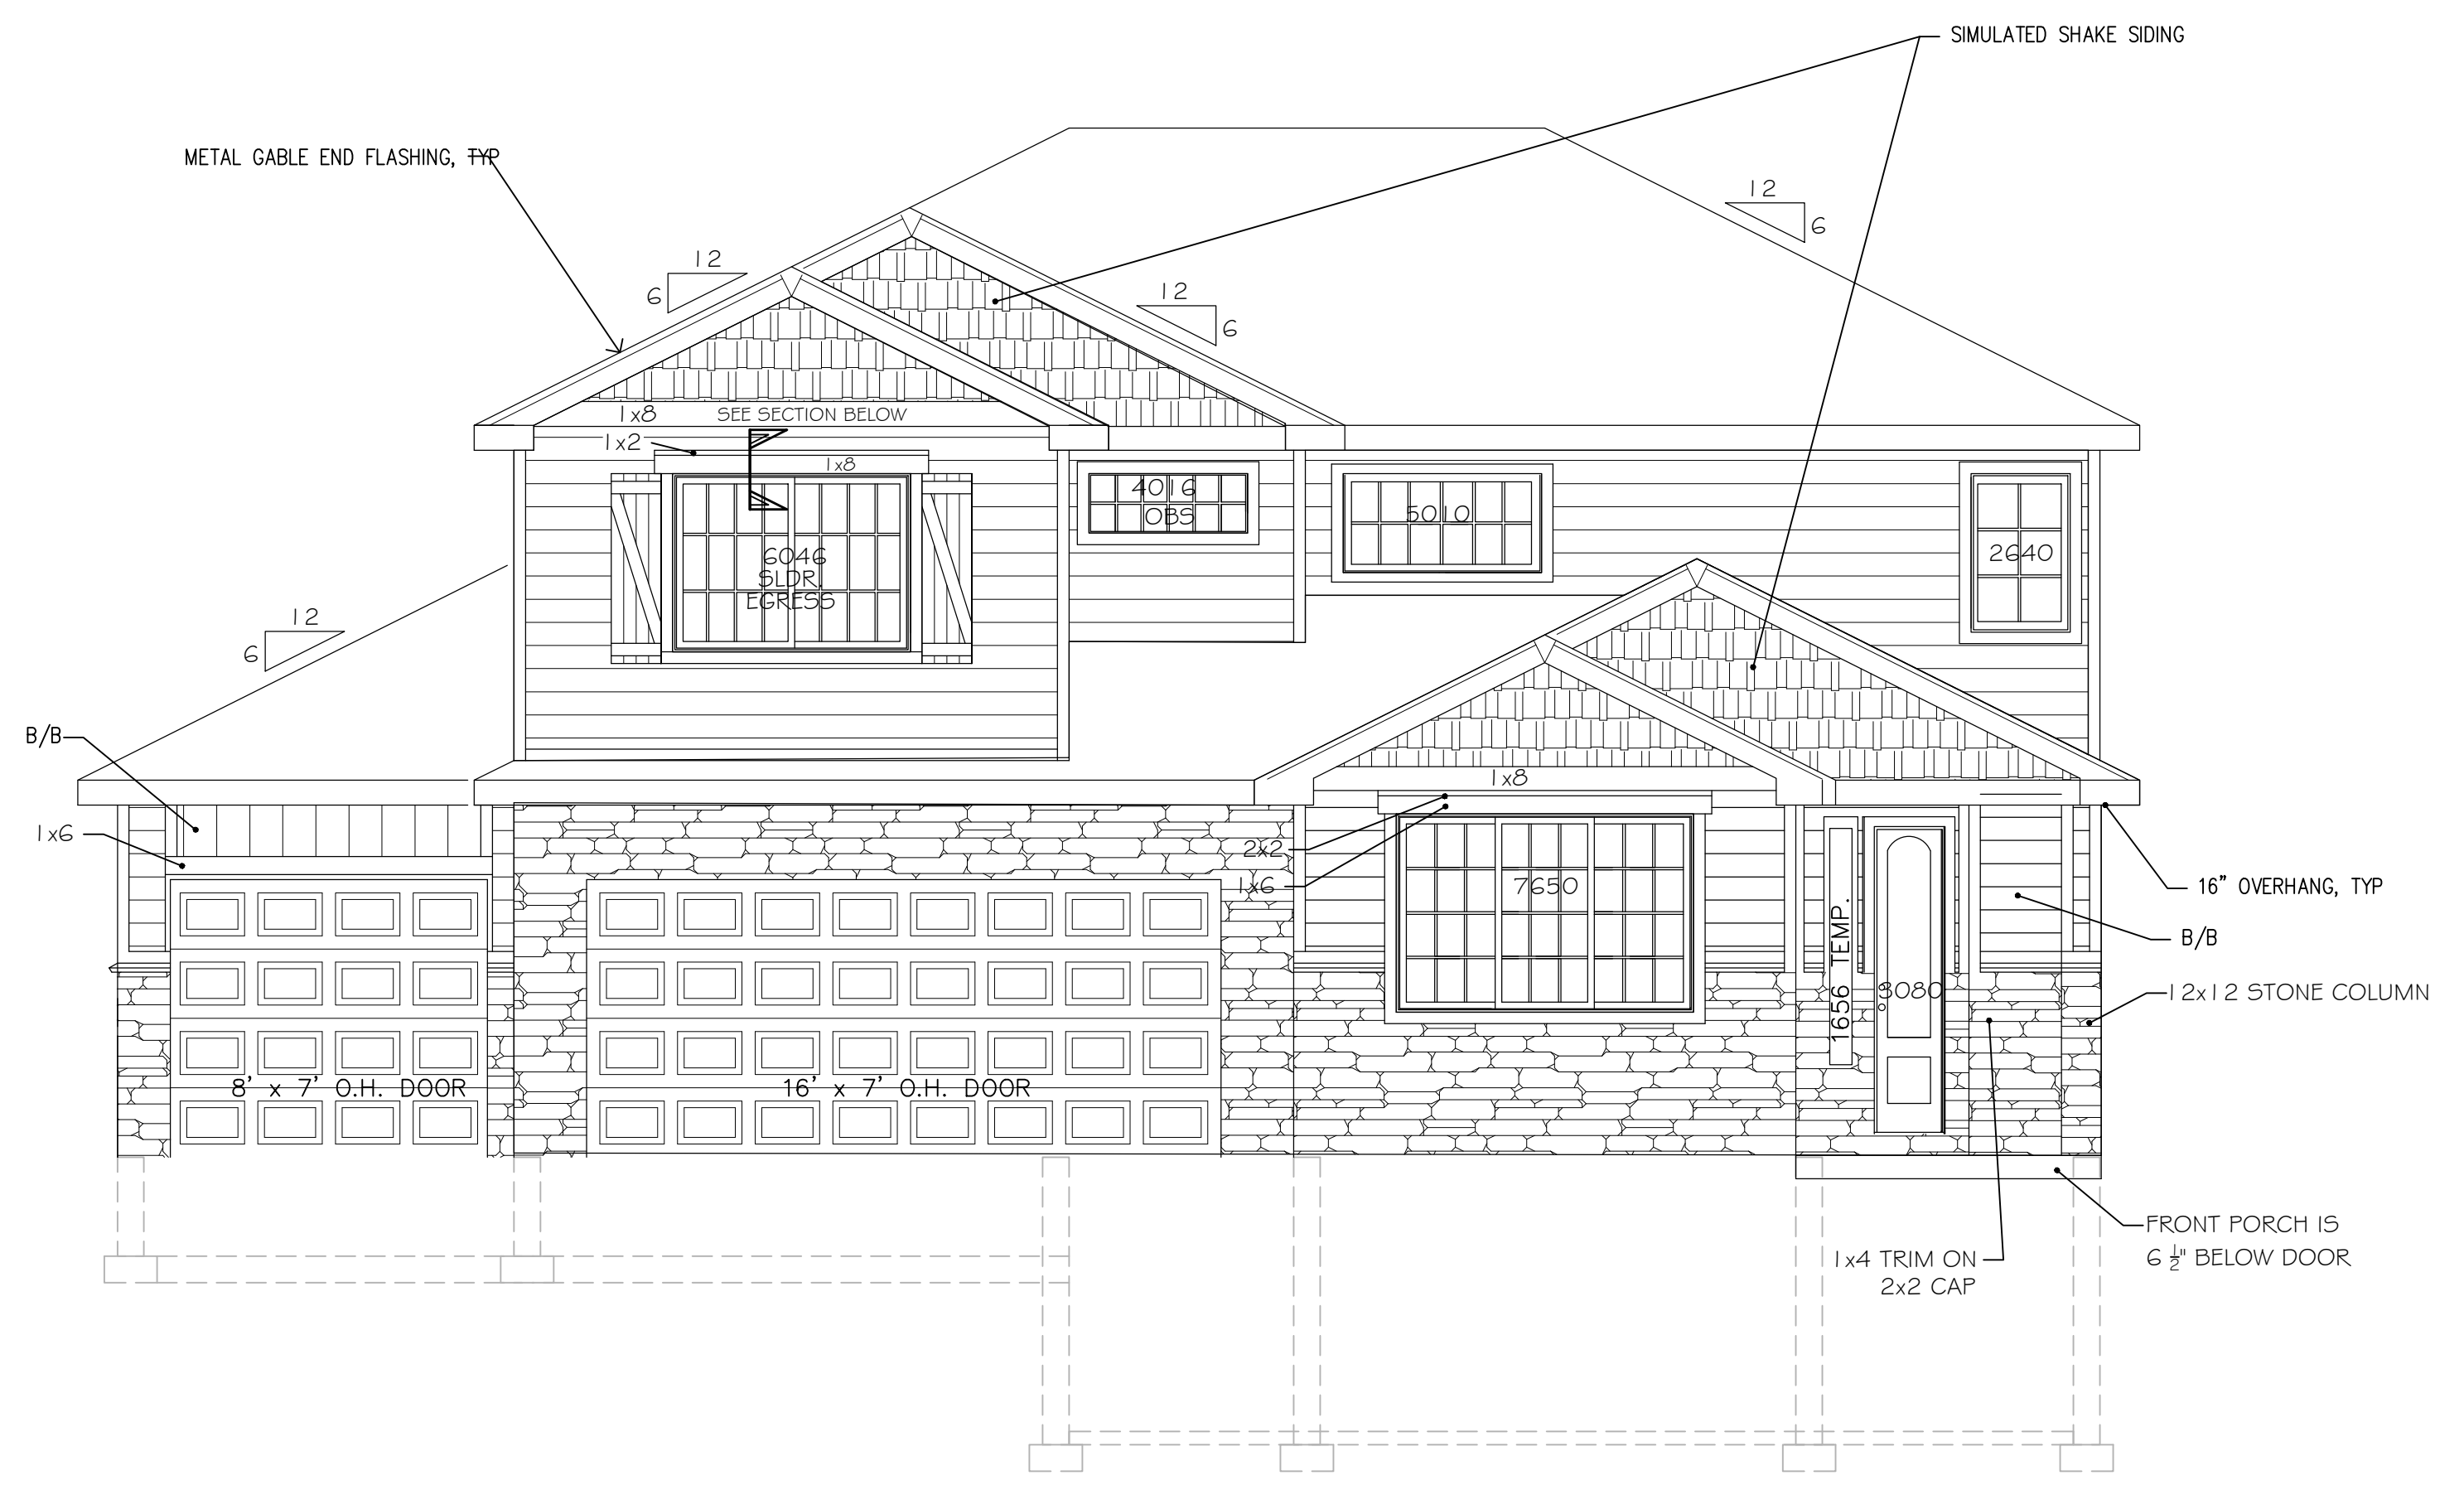 SIMULATED SHAKE SIDING
METAL GABLE END FLASHING, TYP
12
6
12
6
12
6
1x8
SEE SECTION BELOW
1x2
1x8
4016
OBS
5010
2640
6046
SLDR.
EGRESS
12
6
B/B
1x6
1x8
2x2
1x6
7650
16" OVERHANG, TYP
B/B
12x12 STONE COLUMN
1656 TEMP.
3080
8' x 7' O.H. DOOR
16' x 7' O.H. DOOR
FRONT PORCH IS
6 ½" BELOW DOOR
1x4 TRIM ON
2x2 CAP